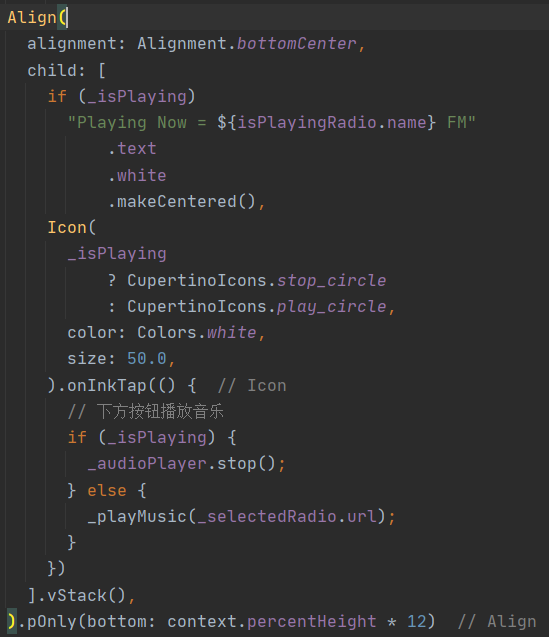 Align(
  alignment: Alignment.bottomCenter,
  child: [
    if (_isPlaying)
      "Playing Now = ${isPlayingRadio.name} FM"
          .text
          .white
          .makeCentered(),
    Icon(
      _isPlaying
          ? CupertinoIcons.stop_circle
          : CupertinoIcons.play_circle,
      color: Colors.white,
      size: 50.0,
    ).onInkTap(() {  // Icon
      // 下方按钮播放音乐
      if (_isPlaying) {
        _audioPlayer.stop();
      } else {
        _playMusic(_selectedRadio.url);
      }
    })
  ].vStack(),
).pOnly(bottom: context.percentHeight * 12)  // Align